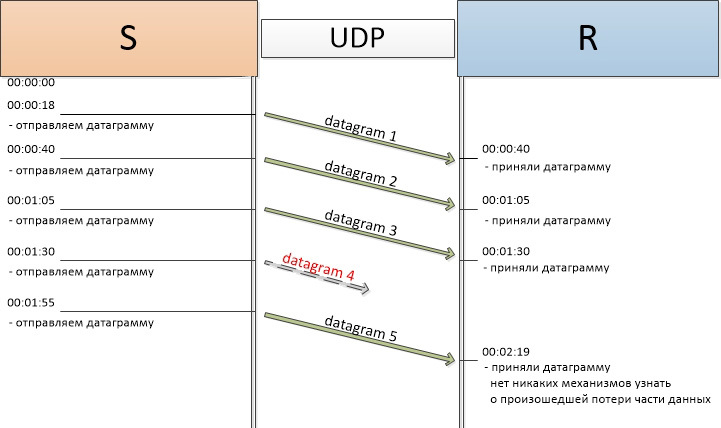 S
UDP
R
00:00:00
00:00:18
- отправляем датаграмму
datagram 1
00:00:40
- отправляем датаграмму
00:00:40
- приняли датаграмму
datagram 2
00:01:05
- отправляем датаграмму
00:01:05
- приняли датаграмму
datagram 3
00:01:30
- отправляем датаграмму
00:01:30
- приняли датаграмму
datagram 4
00:01:55
- отправляем датаграмму
datagram 5
00:02:19
- приняли датаграмму
нет никаких механизмов узнать
о произошедшей потери части данных